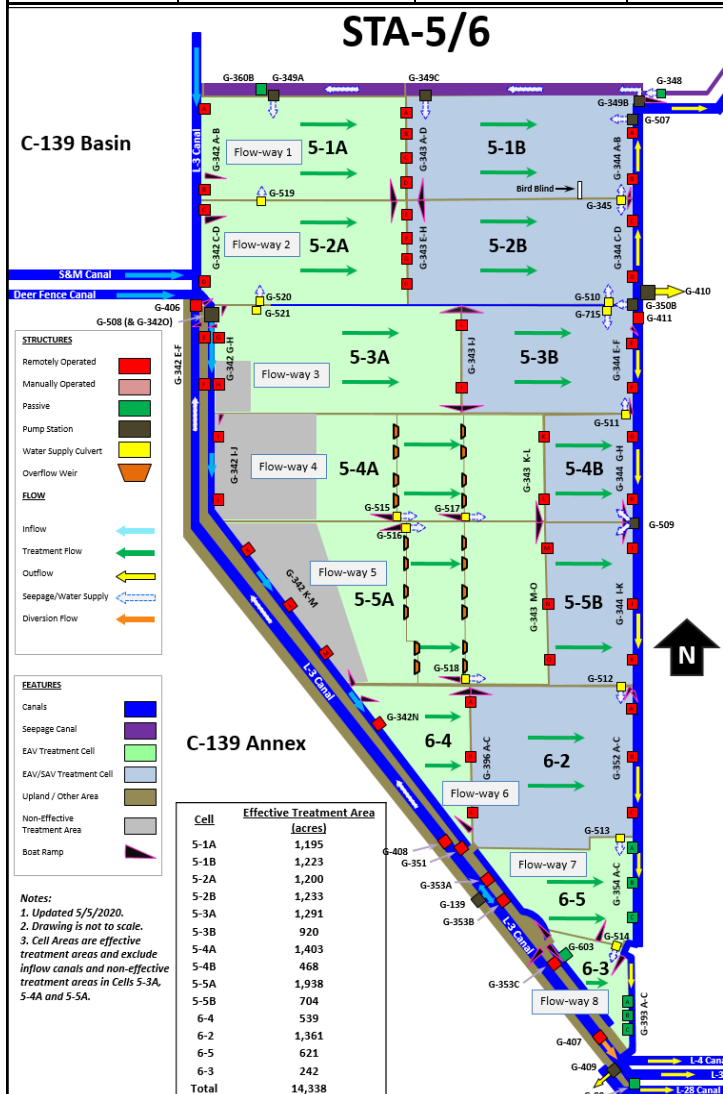 STA-5/6
G-360B
G-349A
G-349C
G-348
G-349B
G-507
C-139 Basin
L-3 Canal
G-342 A-B
Flow-way 1
5-1A
G-343 A-D
5-1B
G-344 A-B
Bird Blind
G-519
G-345
G-342 C-D
Flow-way 2
5-2A
G-343 E-H
5-2B
G-344 C-D
S&M Canal
Deer Fence Canal
G-410
G-406
G-520
G-521
G-510
G-715
G-350B
G-411
G-508 (& G-342O)
G-342 E-F
G-342 G-H
5-3A
G-343 I-J
5-3B
G-344 E-F
Flow-way 3
G-511
STRUCTURES
Remotely Operated
Manually Operated
Passive
Pump Station
Water Supply Culvert
Overflow Weir
FLOW
Inflow
Treatment Flow
Outflow
Seepage/Water Supply
Diversion Flow
G-342 I-J
Flow-way 4
5-4A
G-343 K-L
5-4B
G-344 G-H
G-515
G-517
G-516
G-509
G-342 K-M
Flow-way 5
5-5A
G-343 M-O
5-5B
G-344 I-K
N
L-3 Canal
G-518
G-512
FEATURES
Canals
Seepage Canal
EAV Treatment Cell
EAV/SAV Treatment Cell
Upland / Other Area
Non-Effective
Treatment Area
Boat Ramp
C-139 Annex
G-342N
6-4
G-396 A-C
6-2
G-352 A-C
Flow-way 6
G-513
G-408
G-351
Flow-way 7
G-353A
G-139
G-353B
6-5
G-354 A-C
L-3 Canal
G-514
G-603
G-353C
6-3
Flow-way 8
G-393 A-C
G-407
G-409
L-4 Cana
L-3
L-28 Canal
Cell Effective Treatment Area
(acres)
5-1A 1,195
5-1B 1,223
5-2A 1,200
5-2B 1,233
5-3A 1,291
5-3B 920
5-4A 1,403
5-4B 468
5-5A 1,938
5-5B 704
6-4 539
6-2 1,361
6-5 621
6-3 242
Total 14,338
Notes:
1. Updated 5/5/2020.
2. Drawing is not to scale.
3. Cell Areas are effective
treatment areas and exclude
inflow canals and non-effective
treatment areas in Cells 5-3A,
5-4A and 5-5A.